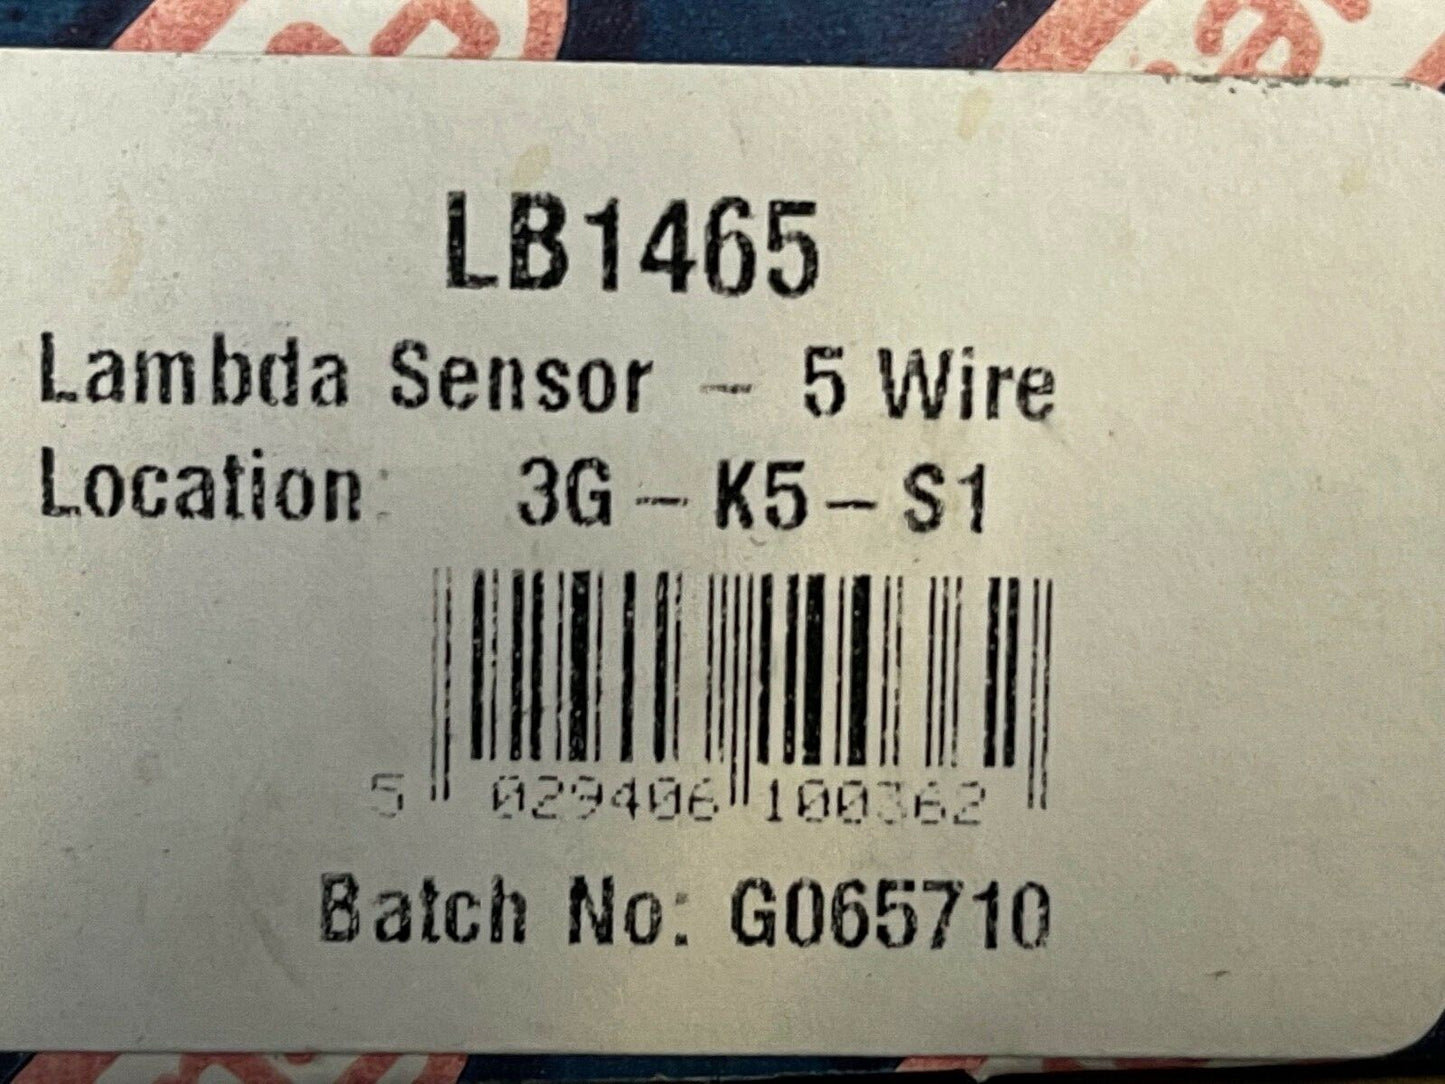 LB1465
Lambda Sensor - 5 Wire
Location: 3G - K5 - S1
5 029406 100362
Batch No: G065710